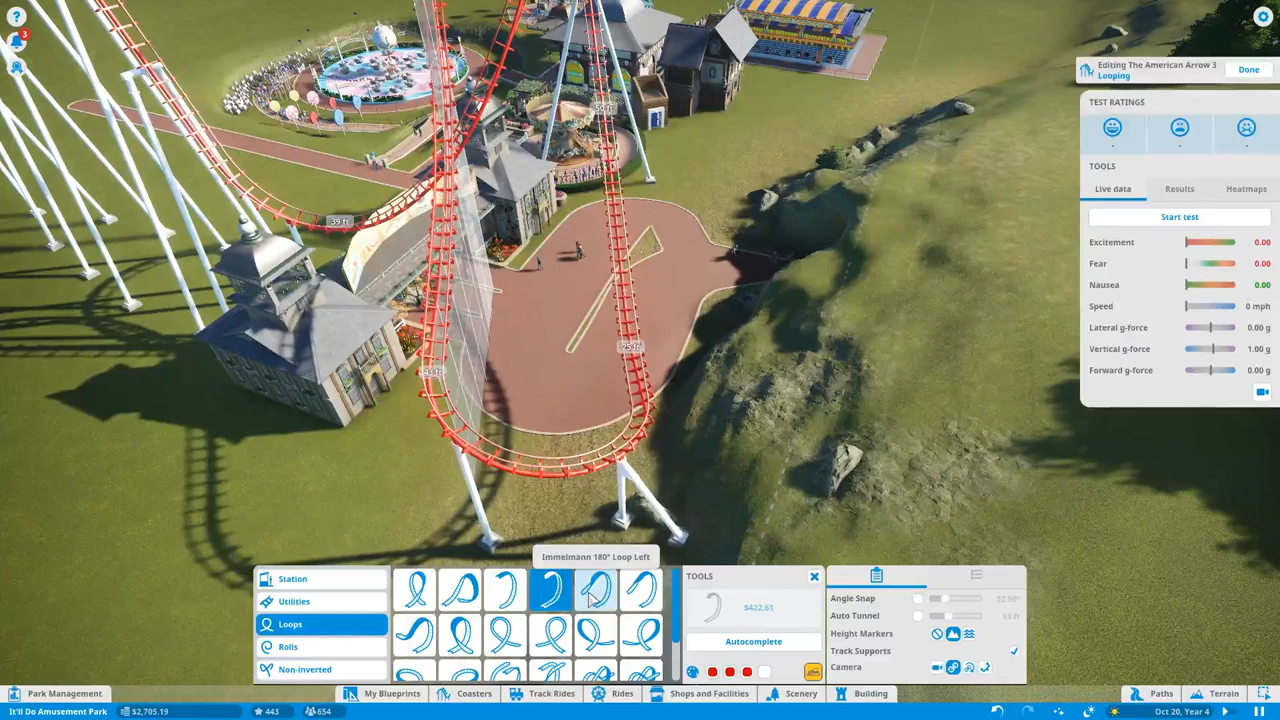 ?
3
Editing The American Arrow 3
Looping
Done
TEST RATINGS
-
-
-
TOOLS
Live data
Results
Heatmaps
Start test
Excitement 0.00
Fear 0.00
Nausea 0.00
Speed 0 mph
Lateral g-force 0.00 g
Vertical g-force 1.00 g
Forward g-force 0.00 g
39 ft
25 ft
Immelmann 180° Loop Left
Station
Utilities
Loops
Rolls
Non-inverted
TOOLS
$422.61
Autocomplete
Angle Snap 22.50°
Auto Tunnel 13 ft
Height Markers
Track Supports
Camera
Park Management
My Blueprints
Coasters
Track Rides
Rides
Shops and Facilities
Scenery
Building
Paths
Terrain
It'll Do Amusement Park
$2,705.19
443
654
Oct 20, Year 4